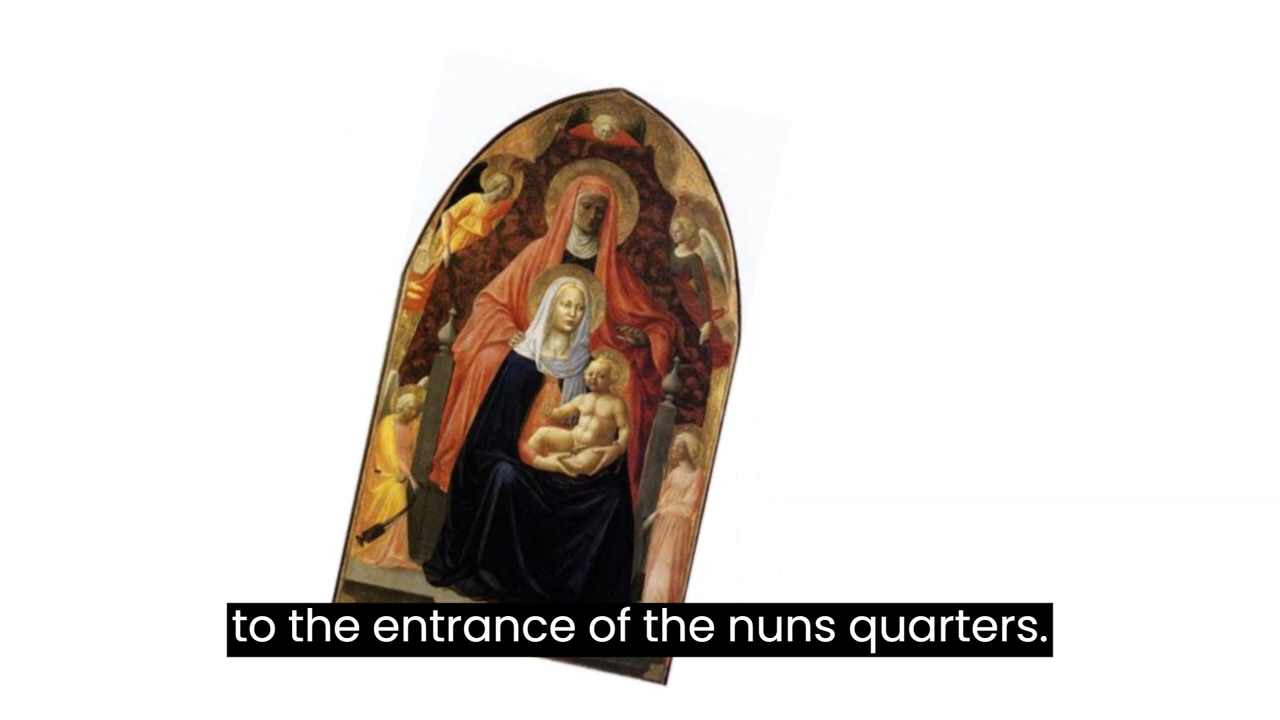 to the entrance of the nuns quarters.